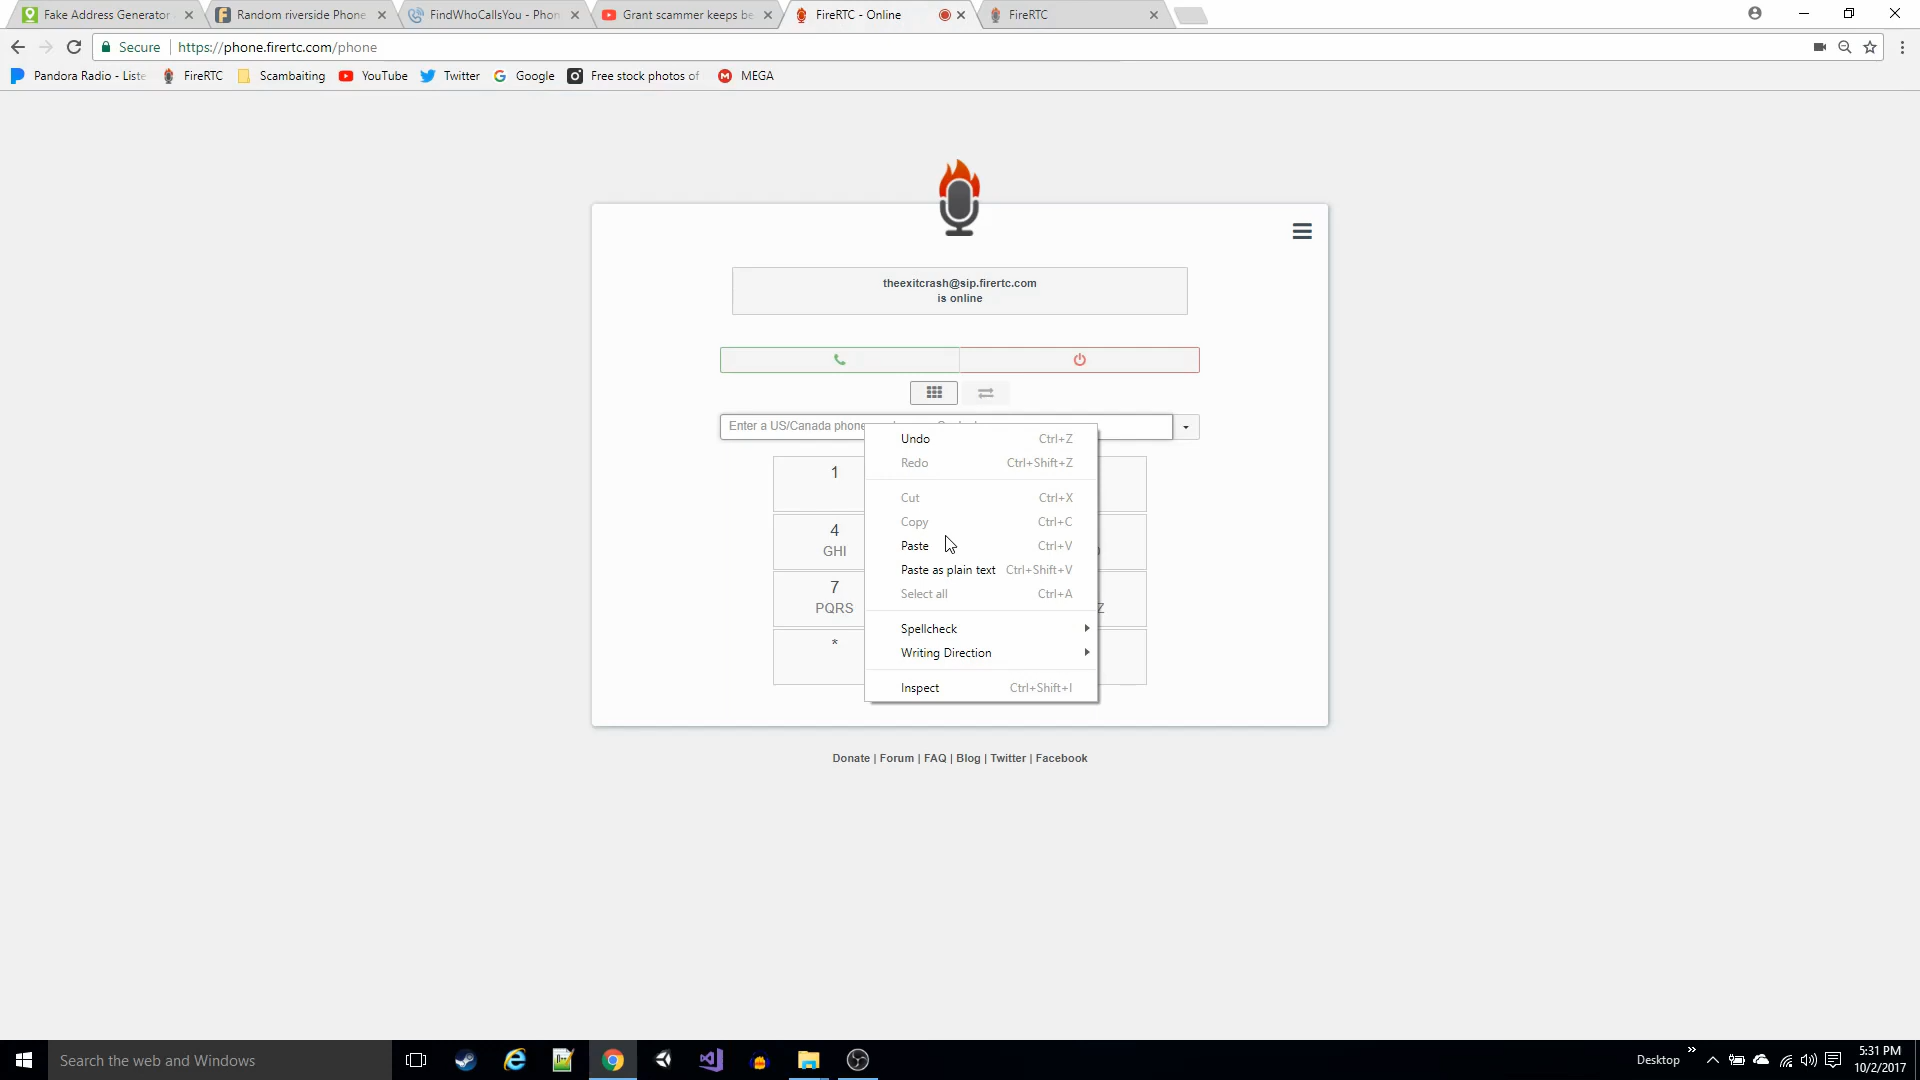 Fake Address Generator
Random riverside Phone
FindWhoCallsYou - Phon
Grant scammer keeps be
FireRTC - Online
FireRTC
Secure
https://phone.firertc.com/phone
Pandora Radio - Liste
FireRTC
Scambaiting
YouTube
Twitter
Google
Free stock photos of
MEGA
theexitcrash@sip.firertc.com
is online
Enter a US/Canada phone
1
4
GHI
7
PQRS
Z
*
Undo Ctrl+Z
Redo Ctrl+Shift+Z
Cut Ctrl+X
Copy Ctrl+C
Paste Ctrl+V
Paste as plain text Ctrl+Shift+V
Select all Ctrl+A
Spellcheck
Writing Direction
Inspect Ctrl+Shift+I
Donate | Forum | FAQ | Blog | Twitter | Facebook
Search the web and Windows
Desktop
5:31 PM
10/2/2017